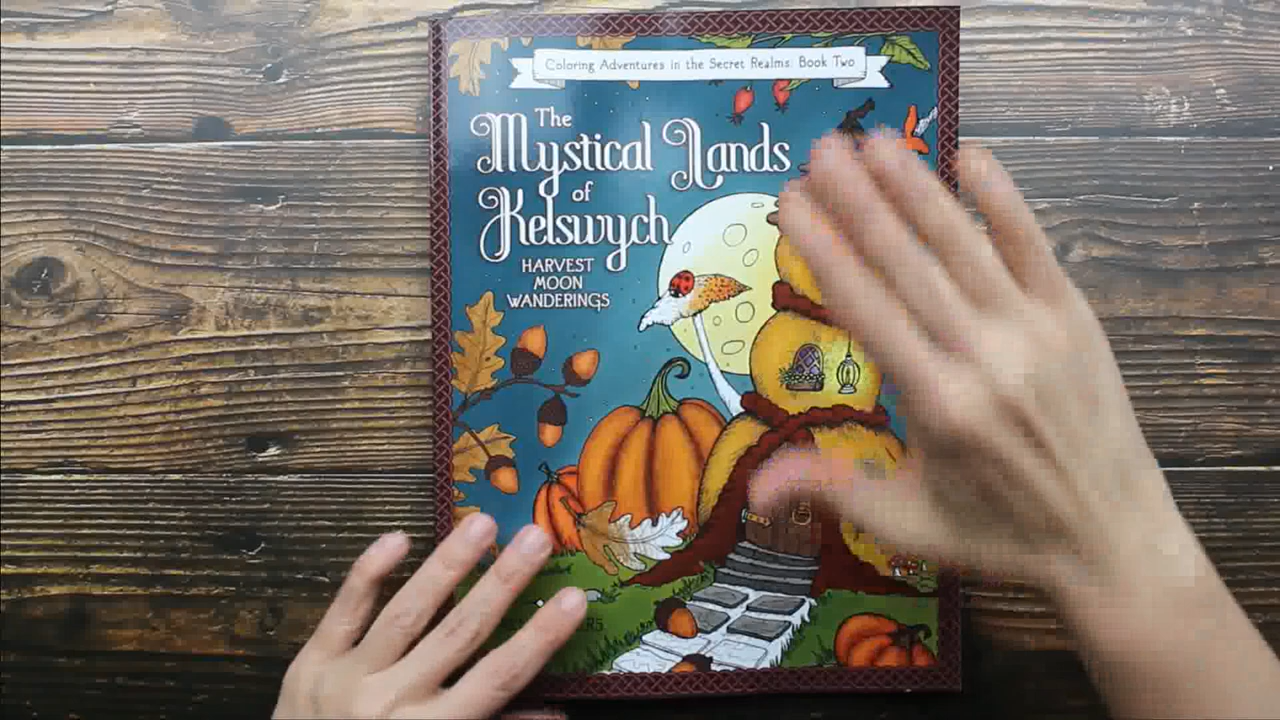 Coloring Adventures in the Secret Realms: Book Two
The
Mystical Lands
of
Kelswych
HARVEST
MOON
WANDERINGS